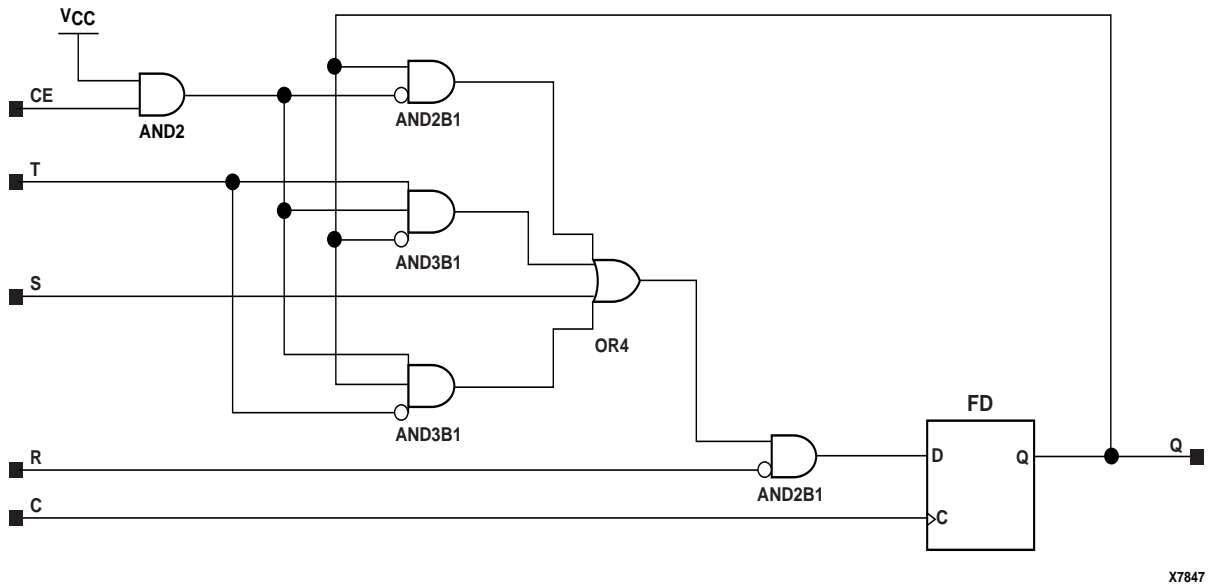 VCC
CE
AND2
AND2B1
T
AND3B1
S
OR4
AND3B1
FD
R
D
Q
Q
AND2B1
C
C
X7847